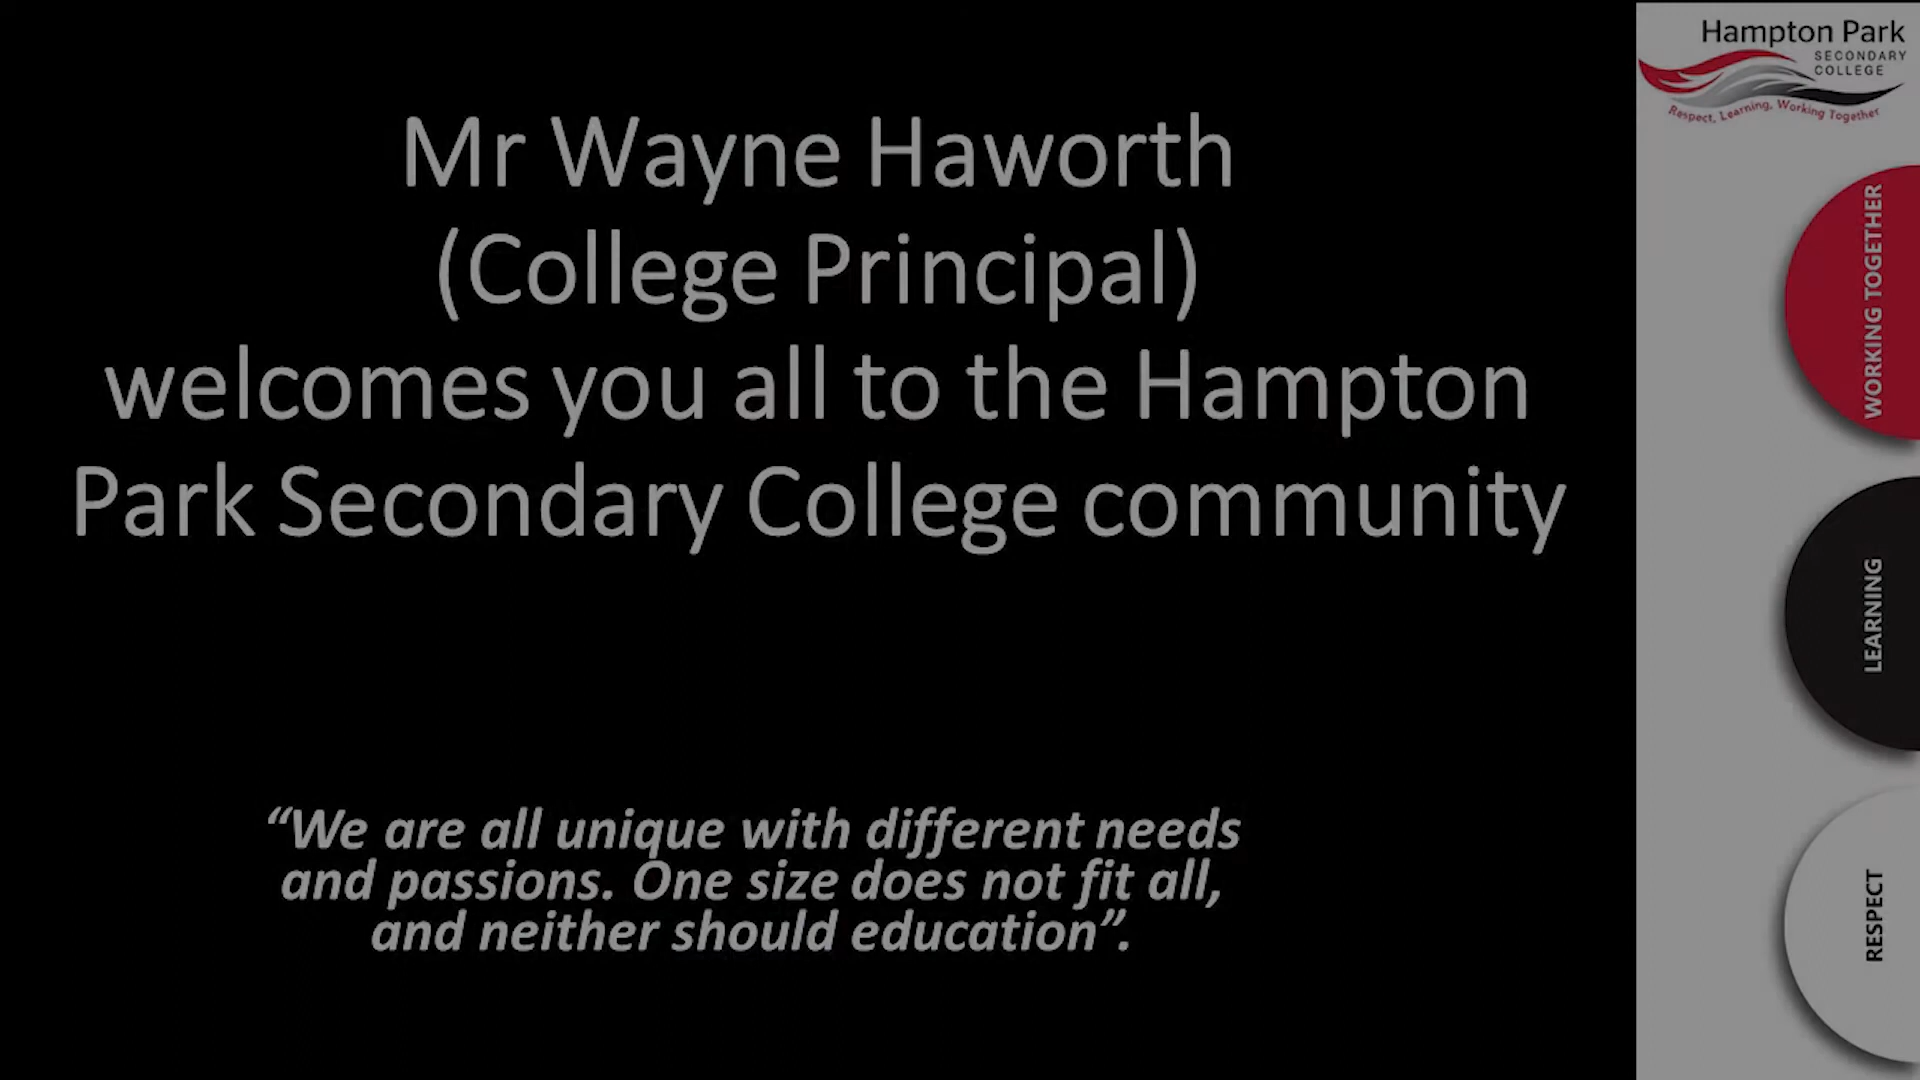 Mr Wayne Haworth
(College Principal)
welcomes you all to the Hampton
Park Secondary College community
“We are all unique with different needs
and passions. One size does not fit all,
and neither should education”.
Hampton Park
SECONDARY
COLLEGE
Respect, Learning, Working Together
WORKING TOGETHER
LEARNING
RESPECT